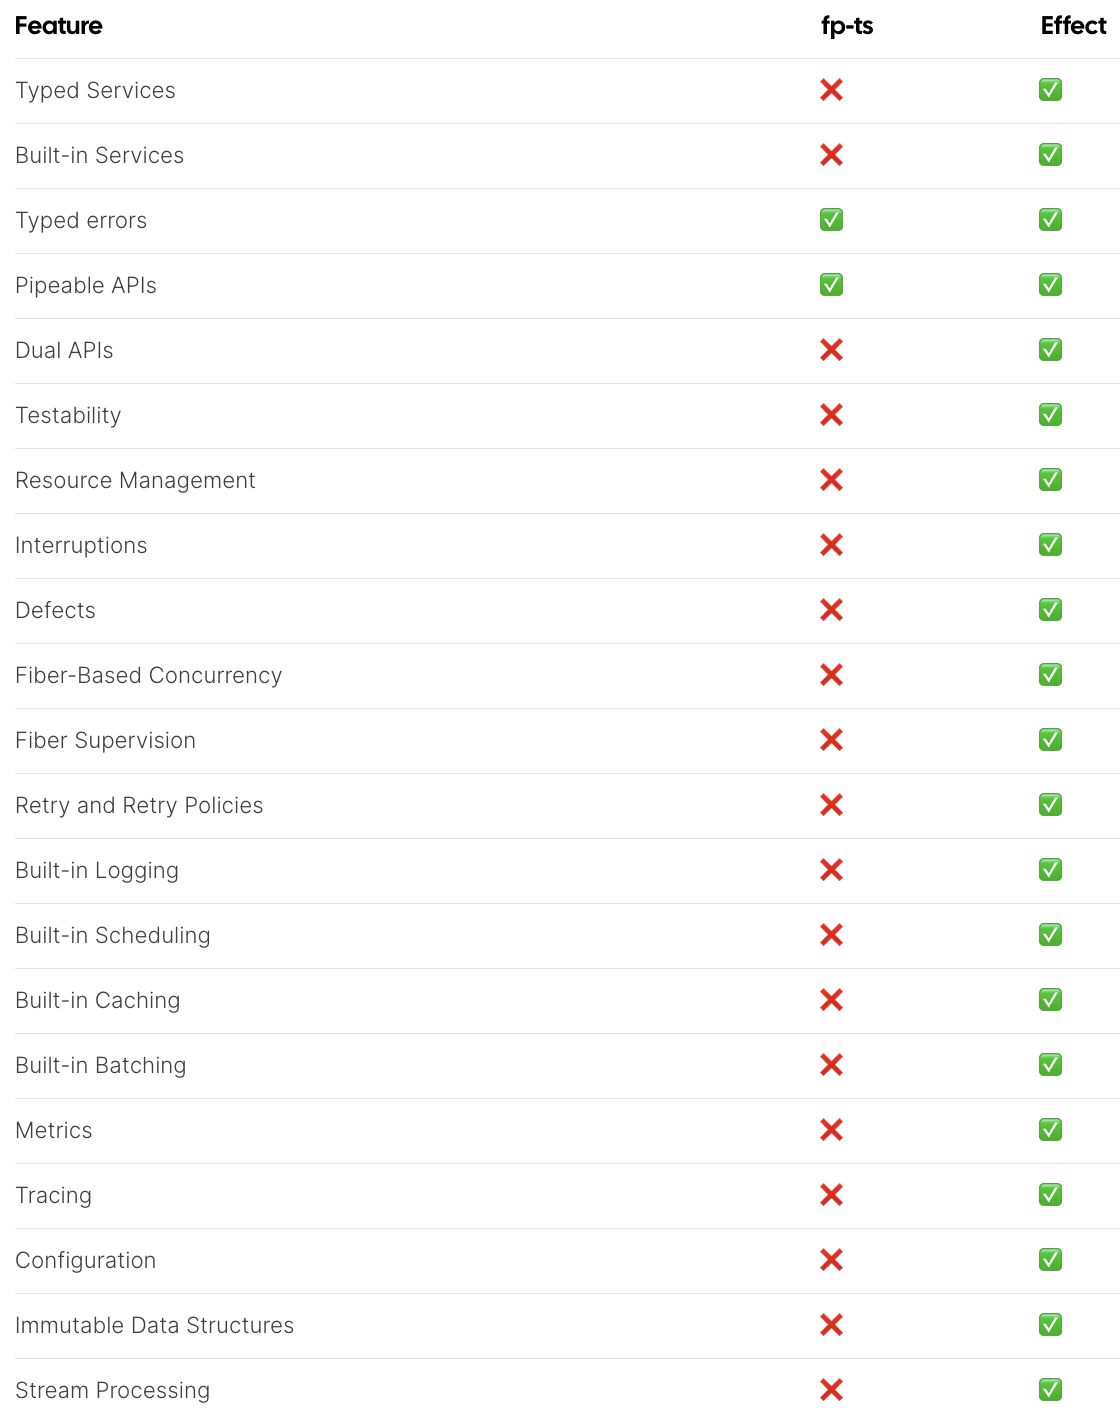 Feature fp-ts Effect
Typed Services ❌ ✅
Built-in Services ❌ ✅
Typed errors ✅ ✅
Pipeable APIs ✅ ✅
Dual APIs ❌ ✅
Testability ❌ ✅
Resource Management ❌ ✅
Interruptions ❌ ✅
Defects ❌ ✅
Fiber-Based Concurrency ❌ ✅
Fiber Supervision ❌ ✅
Retry and Retry Policies ❌ ✅
Built-in Logging ❌ ✅
Built-in Scheduling ❌ ✅
Built-in Caching ❌ ✅
Built-in Batching ❌ ✅
Metrics ❌ ✅
Tracing ❌ ✅
Configuration ❌ ✅
Immutable Data Structures ❌ ✅
Stream Processing ❌ ✅